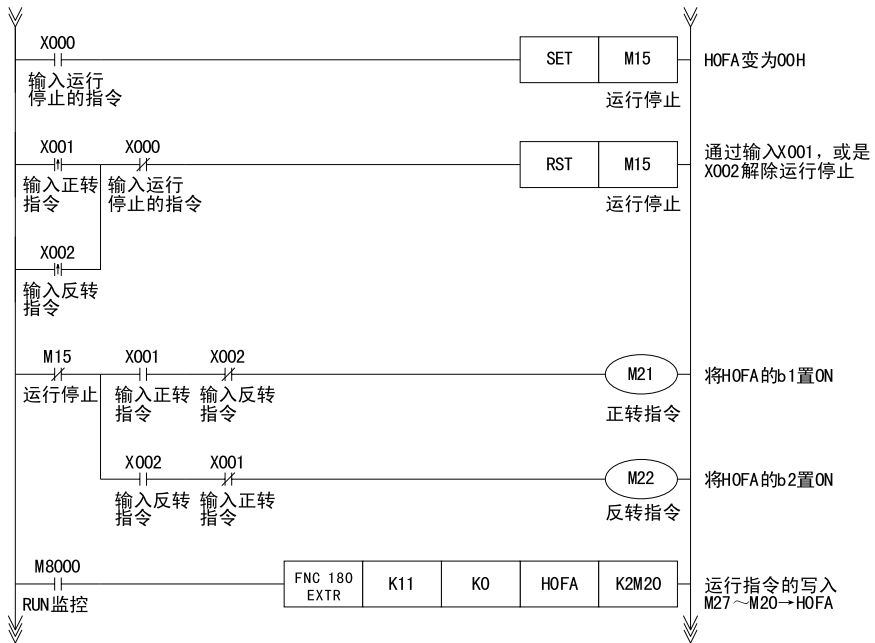 X000
SET M15 H0FA变为00H
输入运行
停止的指令
运行停止
X001 X000
RST M15
通过输入X001，或是
X002解除运行停止
输入正转
指令
输入运行
停止的指令
运行停止
X002
输入反转
指令
M15 X001 X002
M21 将H0FA的b1置ON
运行停止
输入正转
指令
输入反转
指令
正转指令
X002 X001
M22 将H0FA的b2置ON
输入反转
指令
输入正转
指令
反转指令
M8000
FNC 180
EXTR
K11 K0 H0FA K2M20
RUN监控
运行指令的写入
M27～M20→H0FA